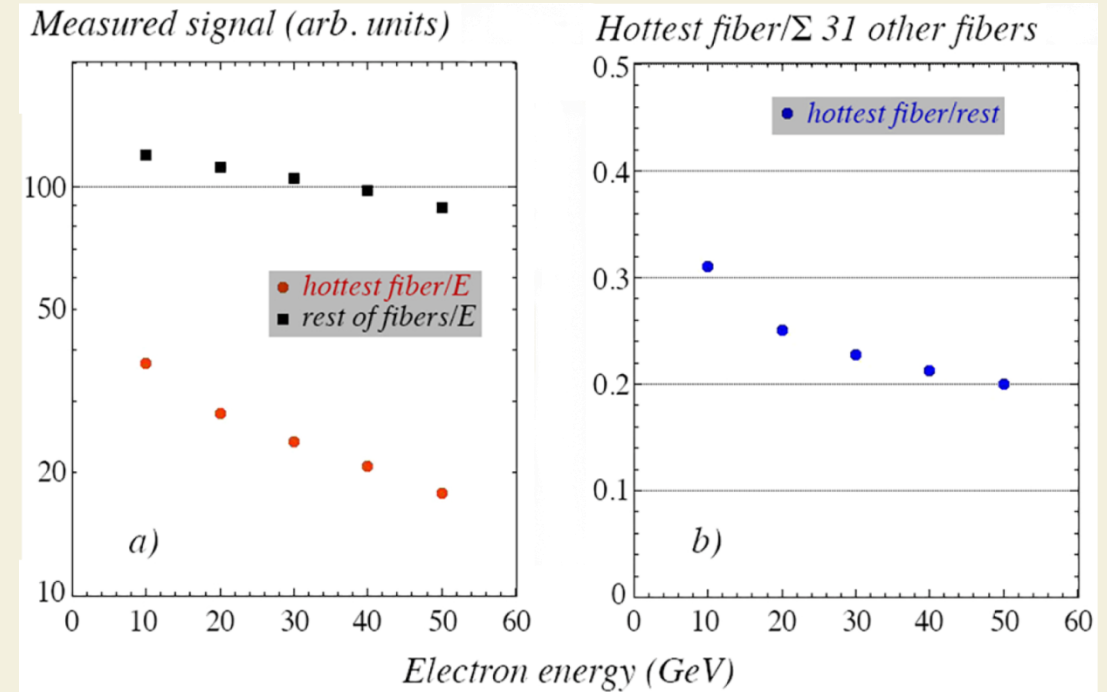 Measured signal (arb. units)
100
50
20
10
hottest fiber/E
rest of fibers/E
a)
0 10 20 30 40 50 60
Hottest fiber/Σ 31 other fibers
0.5
0.4
0.3
0.2
0.1
0
hottest fiber/rest
b)
0 10 20 30 40 50 60
Electron energy (GeV)